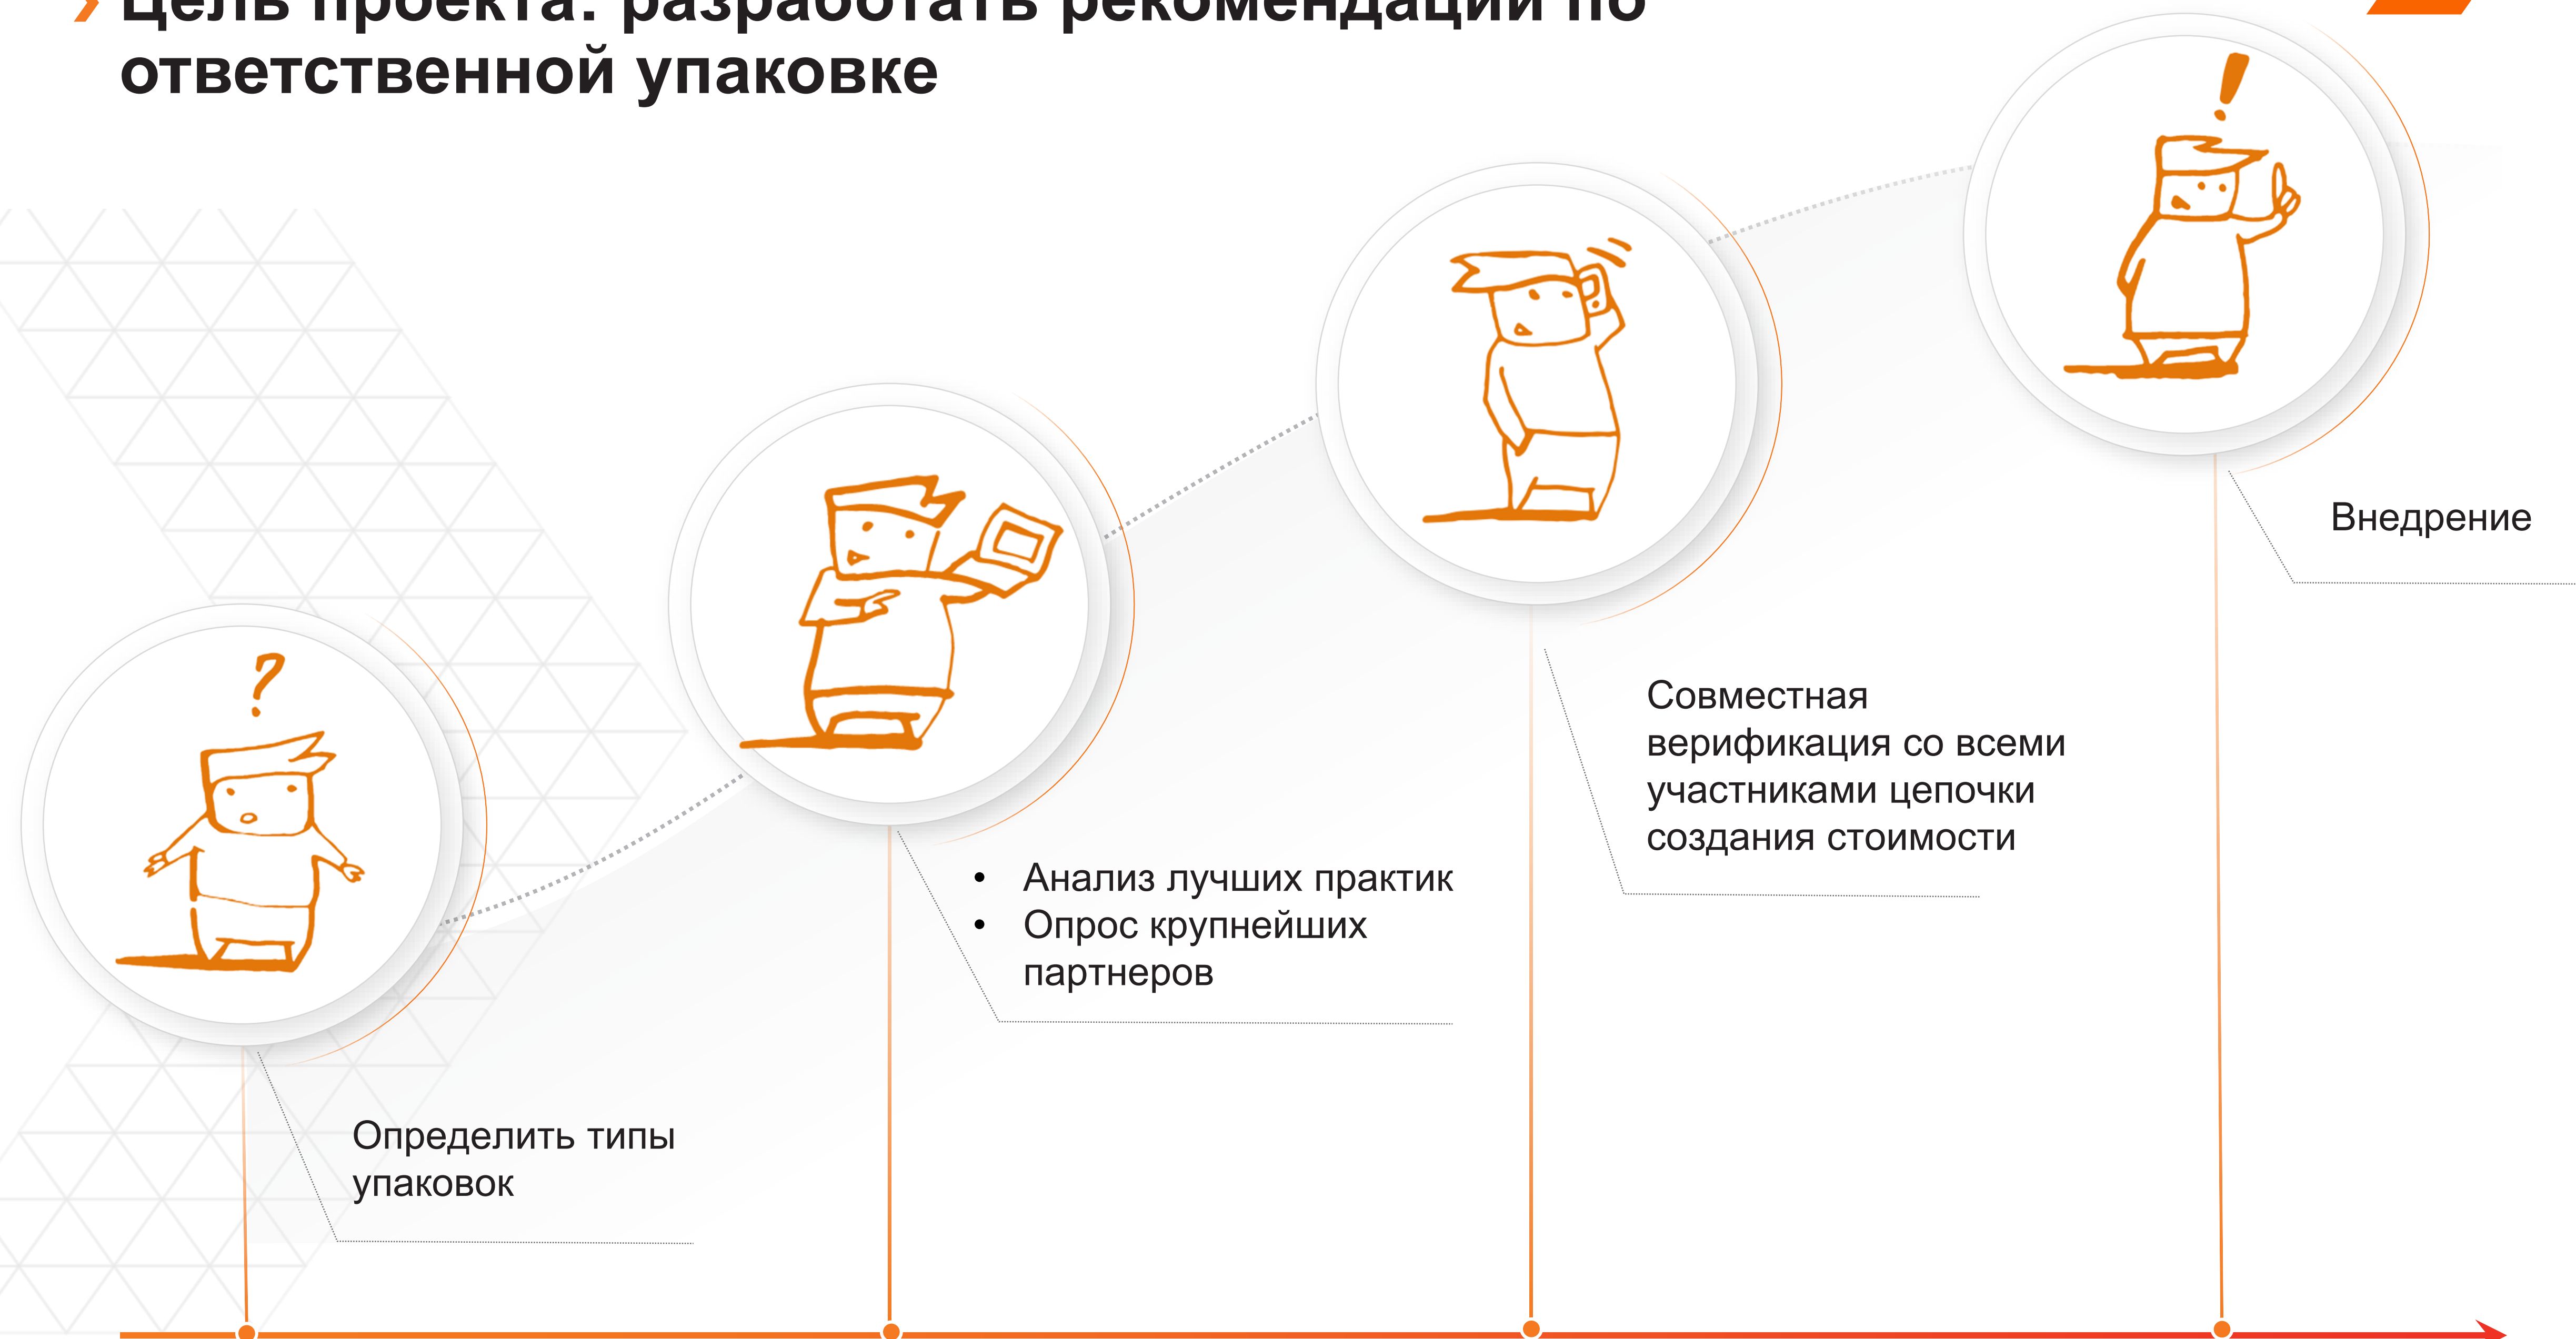 Цель проекта: разработать рекомендации по
ответственной упаковке
!
?
Внедрение
Совместная
верификация со всеми
участниками цепочки
создания стоимости
• Анализ лучших практик
• Опрос крупнейших
партнеров
Определить типы
упаковок